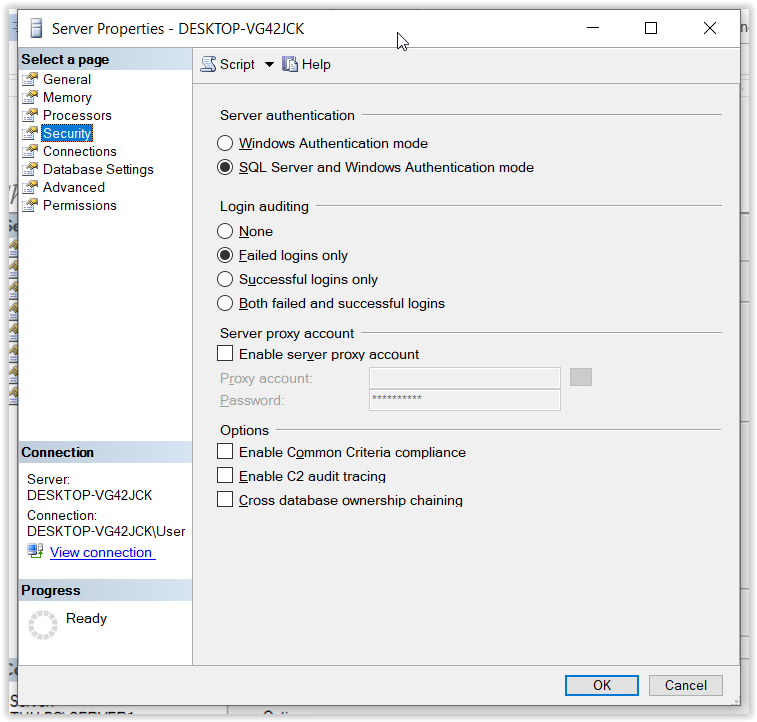 Server Properties - DESKTOP-VG42JCK
Select a page
General
Memory
Processors
Security
Connections
Database Settings
Advanced
Permissions
Script
Help
Server authentication
Windows Authentication mode
SQL Server and Windows Authentication mode
Login auditing
None
Failed logins only
Successful logins only
Both failed and successful logins
Server proxy account
Enable server proxy account
Proxy account:
Password:
**********
Options
Enable Common Criteria compliance
Enable C2 audit tracing
Cross database ownership chaining
Connection
Server:
DESKTOP-VG42JCK
Connection:
DESKTOP-VG42JCK\User
View connection
Progress
Ready
OK
Cancel